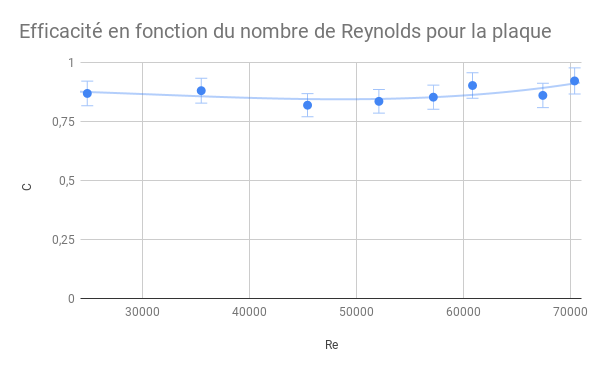 Efficacité en fonction du nombre de Reynolds pour la plaque
1
0,75
0,5
0,25
0
C
30000 40000 50000 60000 70000
Re